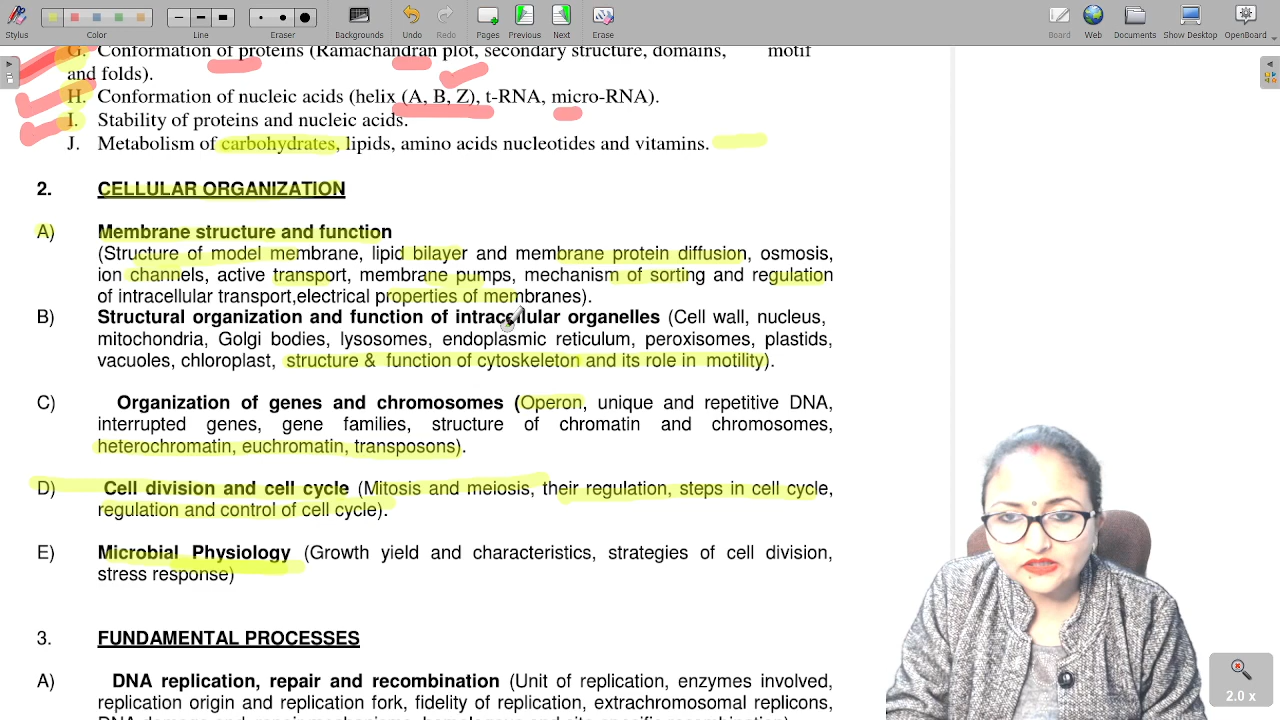 Stylus Color Line Eraser Backgrounds Undo Redo Pages Previous Next Erase Board Web Documents Show Desktop OpenBoard
G. Conformation of proteins (Ramachandran plot, secondary structure, domains, motif
and folds).
H. Conformation of nucleic acids (helix (A, B, Z), t-RNA, micro-RNA).
I. Stability of proteins and nucleic acids.
J. Metabolism of carbohydrates, lipids, amino acids nucleotides and vitamins.
2. CELLULAR ORGANIZATION
A) Membrane structure and function
(Structure of model membrane, lipid bilayer and membrane protein diffusion, osmosis,
ion channels, active transport, membrane pumps, mechanism of sorting and regulation
of intracellular transport,electrical properties of membranes).
B) Structural organization and function of intracellular organelles (Cell wall, nucleus,
mitochondria, Golgi bodies, lysosomes, endoplasmic reticulum, peroxisomes, plastids,
vacuoles, chloroplast, structure & function of cytoskeleton and its role in motility).
C) Organization of genes and chromosomes (Operon, unique and repetitive DNA,
interrupted genes, gene families, structure of chromatin and chromosomes,
heterochromatin, euchromatin, transposons).
D) Cell division and cell cycle (Mitosis and meiosis, their regulation, steps in cell cycle,
regulation and control of cell cycle).
E) Microbial Physiology (Growth yield and characteristics, strategies of cell division,
stress response)
3. FUNDAMENTAL PROCESSES
A) DNA replication, repair and recombination (Unit of replication, enzymes involved,
replication origin and replication fork, fidelity of replication, extrachromosomal replicons,
DNA damage and repair mechanisms, homologous and site-specific recombination).
2.0 x